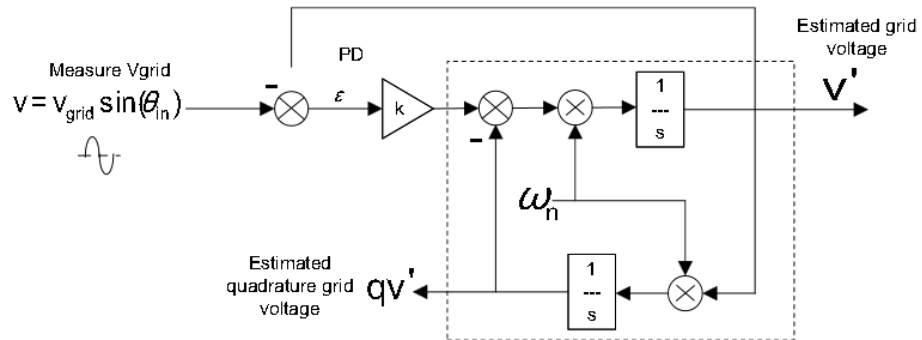 Estimated grid
voltage
PD
Measure Vgrid
v = v_grid sin(θ_in)
-
ε
k
-
1
---
s
v'
ω_n
Estimated
quadrature grid
voltage
qv'
1
---
s